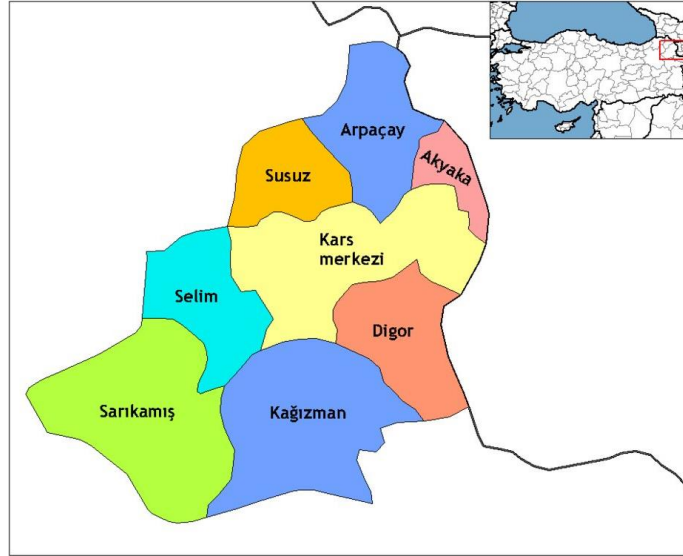 Arpaçay
Akyaka
Susuz
Kars
merkezi
Selim
Digor
Sarıkamış
Kağızman